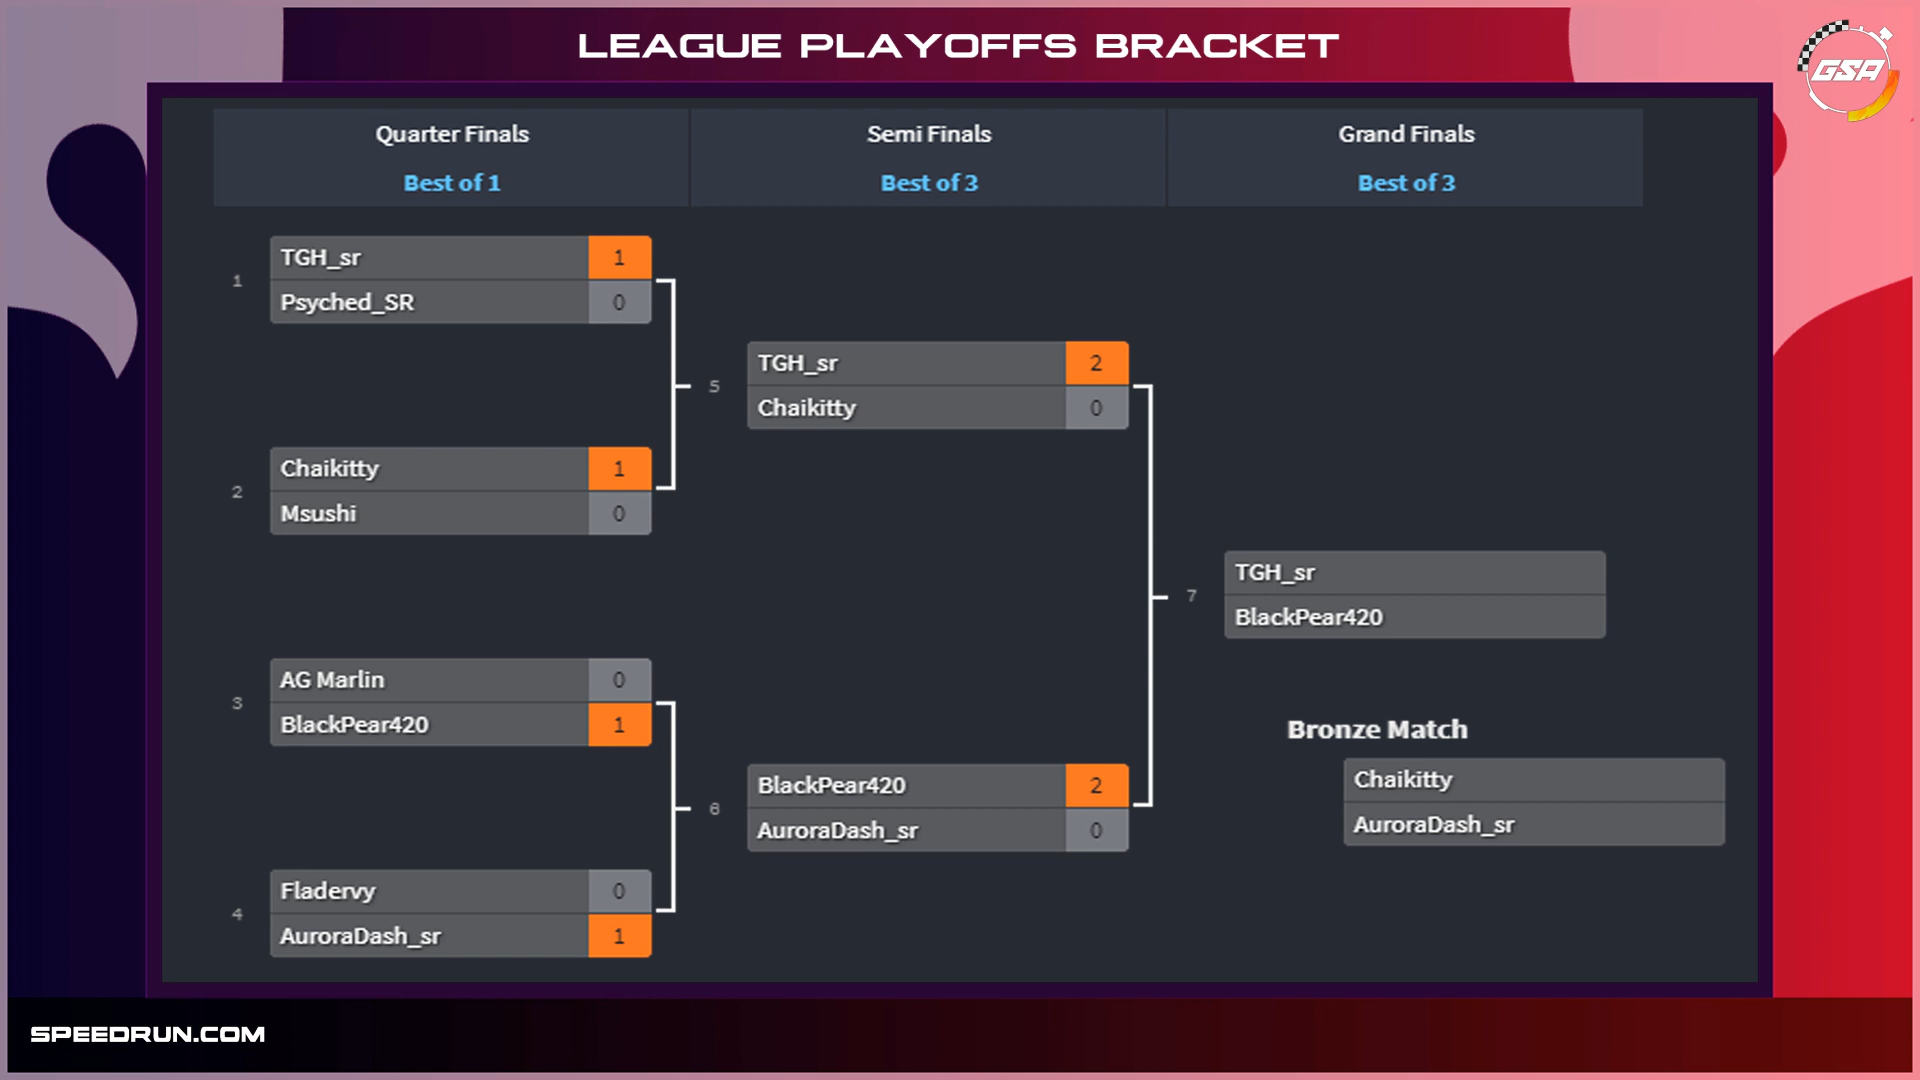 LEAGUE PLAYOFFS BRACKET
GSA
Quarter Finals
Best of 1
Semi Finals
Best of 3
Grand Finals
Best of 3
1
TGH_sr 1
Psyched_SR 0
2
Chaikitty 1
Msushi 0
3
AG Marlin 0
BlackPear420 1
4
Fladervy 0
AuroraDash_sr 1
5
TGH_sr 2
Chaikitty 0
6
BlackPear420 2
AuroraDash_sr 0
7
TGH_sr
BlackPear420
Bronze Match
Chaikitty
AuroraDash_sr
SPEEDRUN.COM